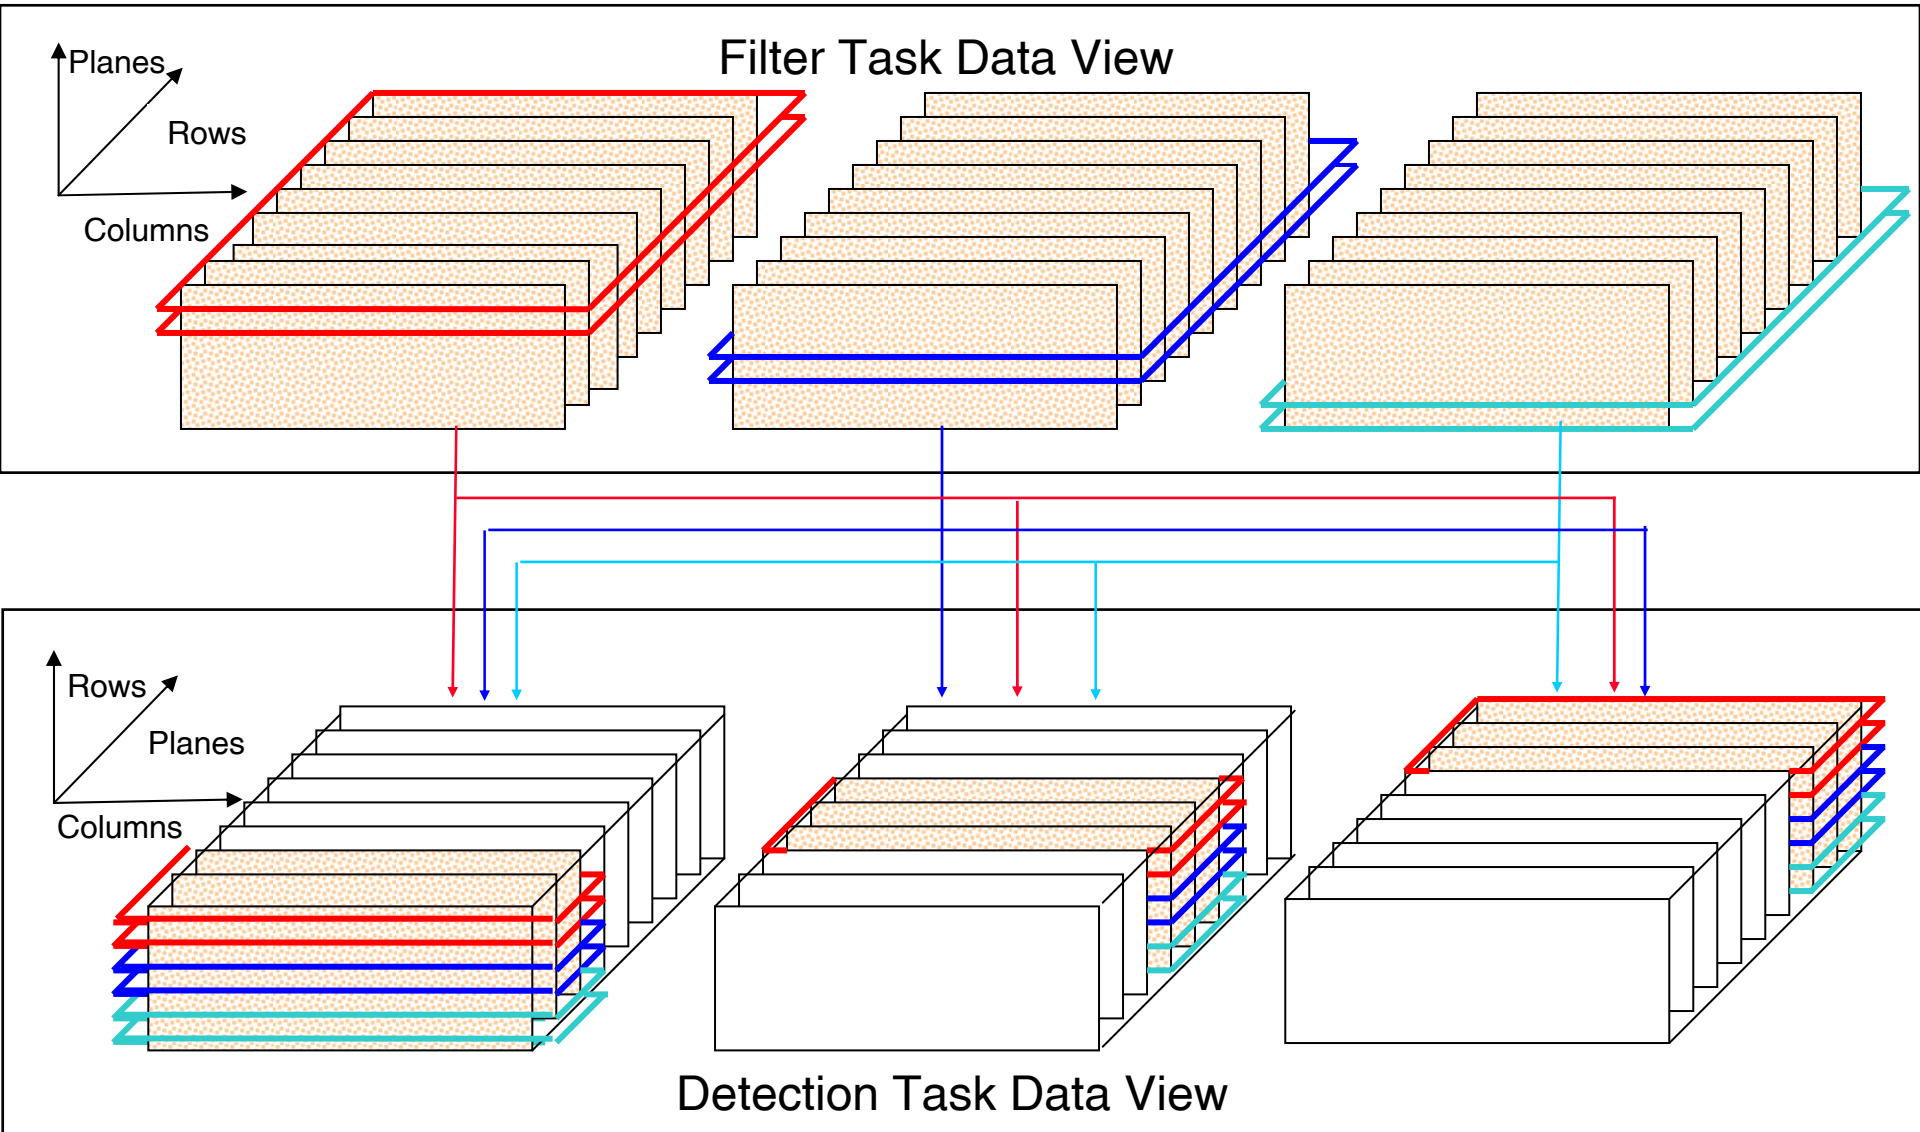 Filter Task Data View
Planes
Rows
Columns
Rows
Planes
Columns
Detection Task Data View